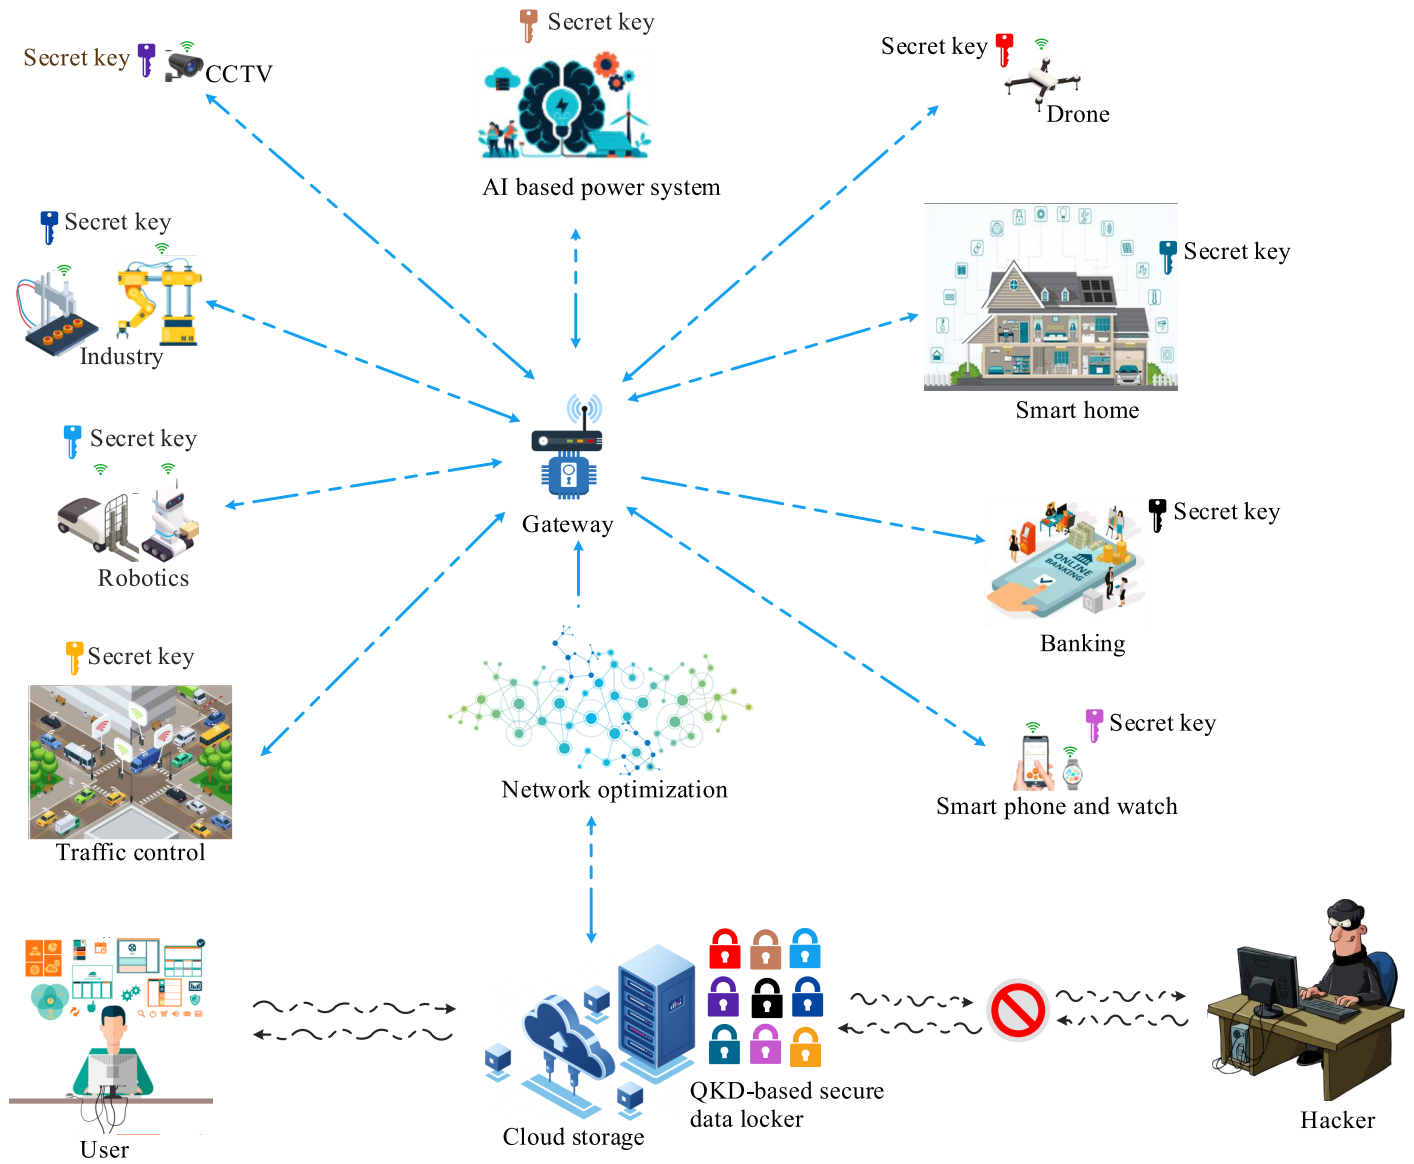 Secret key
Secret key
Secret key
CCTV
Drone
AI based power system
Secret key
Secret key
Industry
Smart home
Secret key
Secret key
Gateway
ONLINE
BANKING
Robotics
Banking
Secret key
Secret key
Network optimization
Smart phone and watch
Traffic control
QKD-based secure
data locker
Cloud storage
Hacker
User